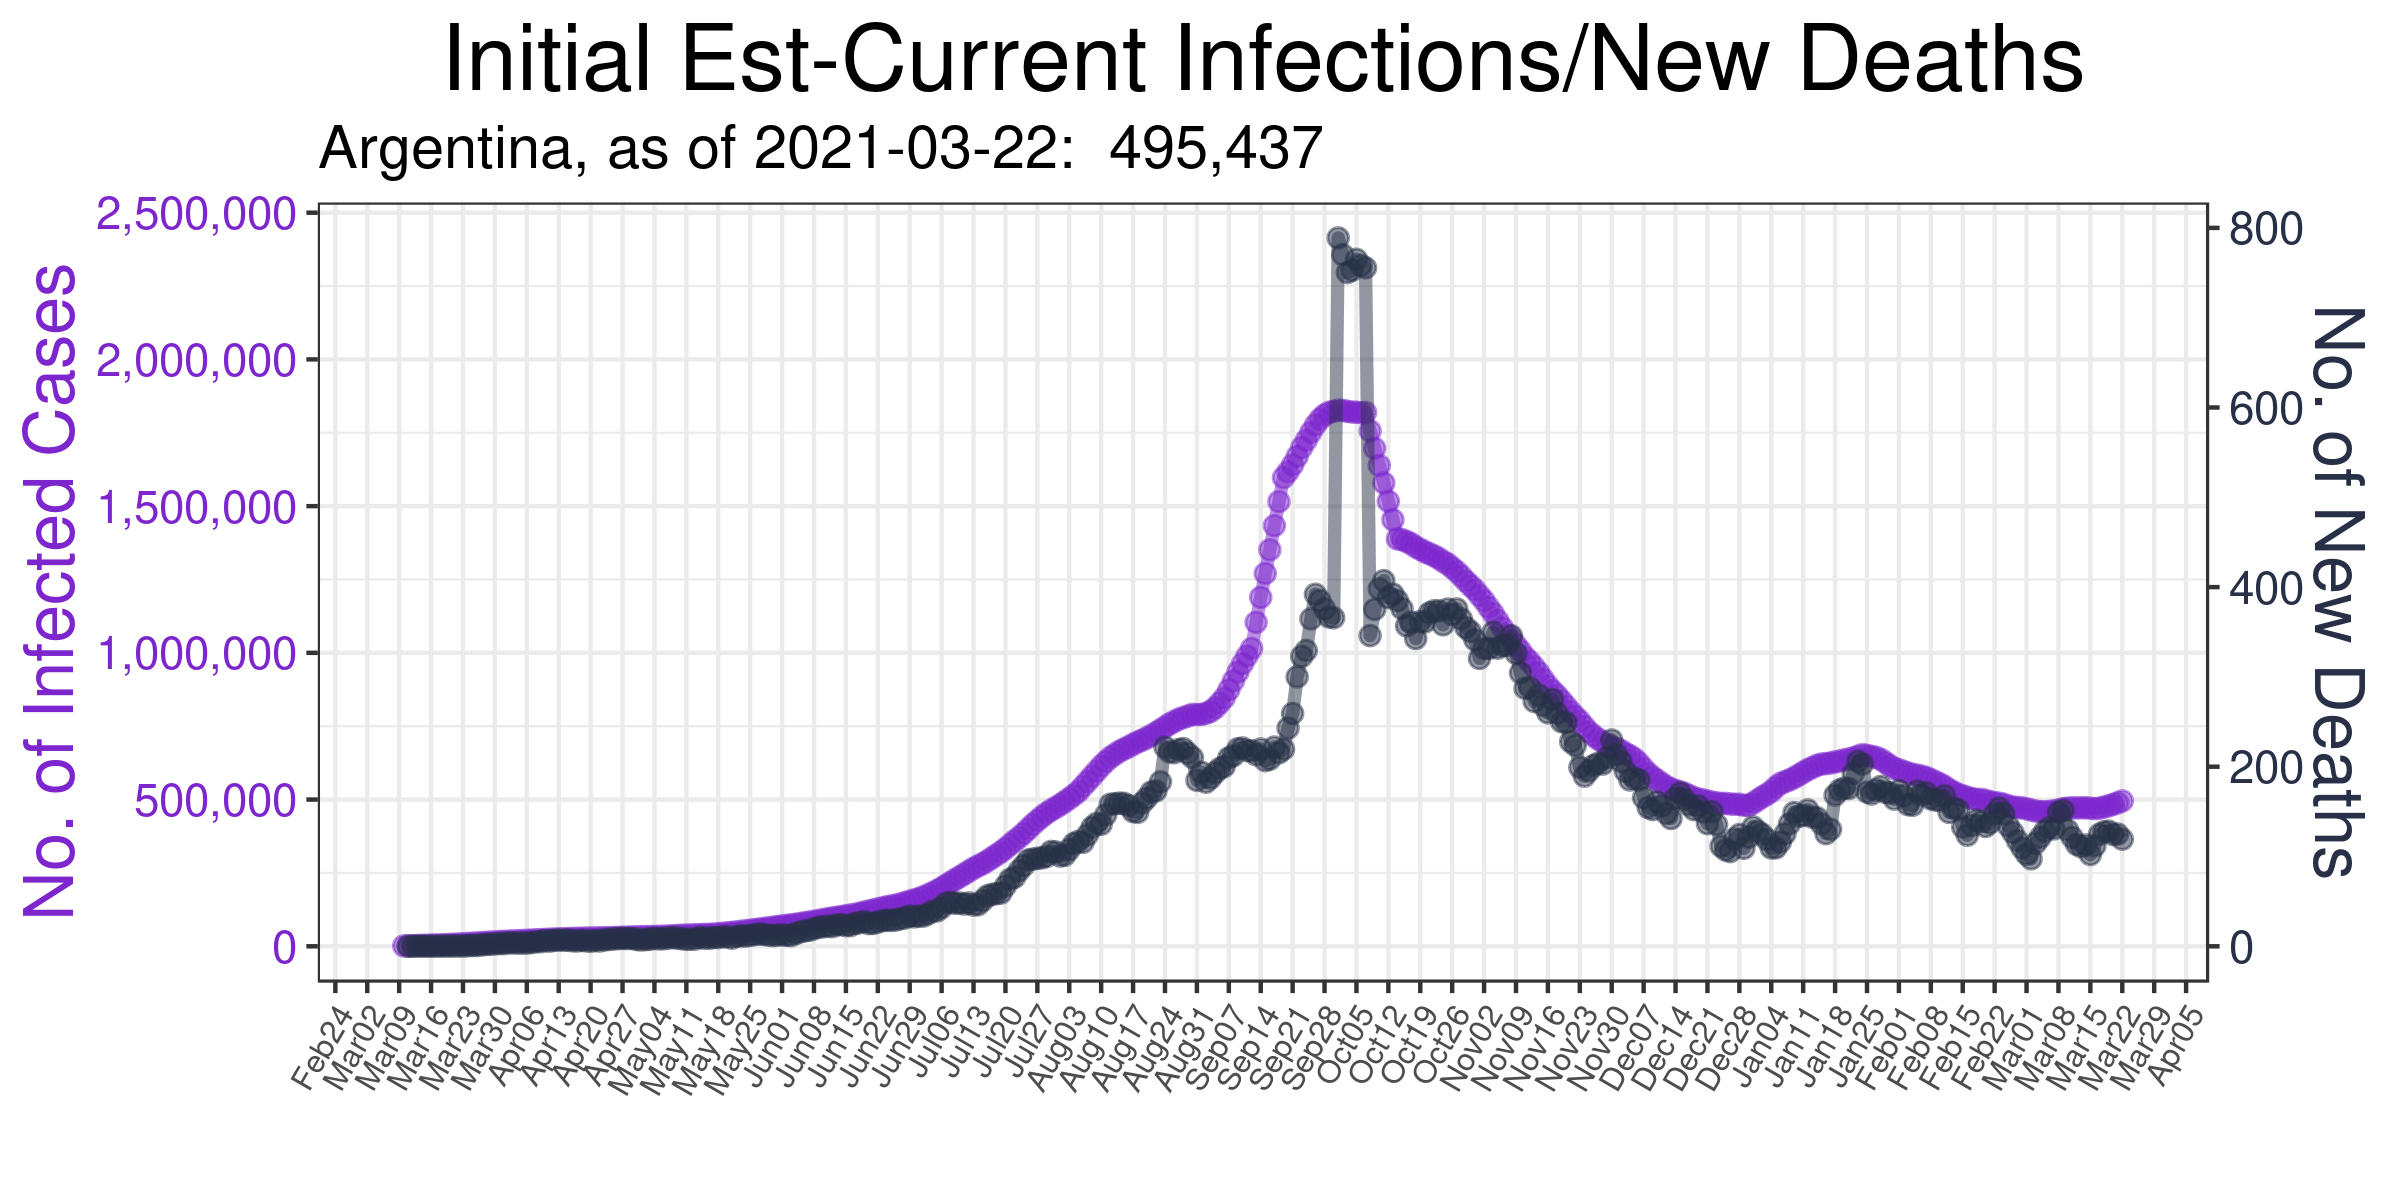 Initial Est-Current Infections/New Deaths
Argentina, as of 2021-03-22:  495,437
No. of Infected Cases
2,500,000
2,000,000
1,500,000
1,000,000
500,000
0
800
600
400
200
0
No. of New Deaths
Feb24
Mar02
Mar09
Mar16
Mar23
Mar30
Apr06
Apr13
Apr20
Apr27
May04
May11
May18
May25
Jun01
Jun08
Jun15
Jun22
Jun29
Jul06
Jul13
Jul20
Jul27
Aug03
Aug10
Aug17
Aug24
Aug31
Sep07
Sep14
Sep21
Sep28
Oct05
Oct12
Oct19
Oct26
Nov02
Nov09
Nov16
Nov23
Nov30
Dec07
Dec14
Dec21
Dec28
Jan04
Jan11
Jan18
Jan25
Feb01
Feb08
Feb15
Feb22
Mar01
Mar08
Mar15
Mar22
Mar29
Apr05